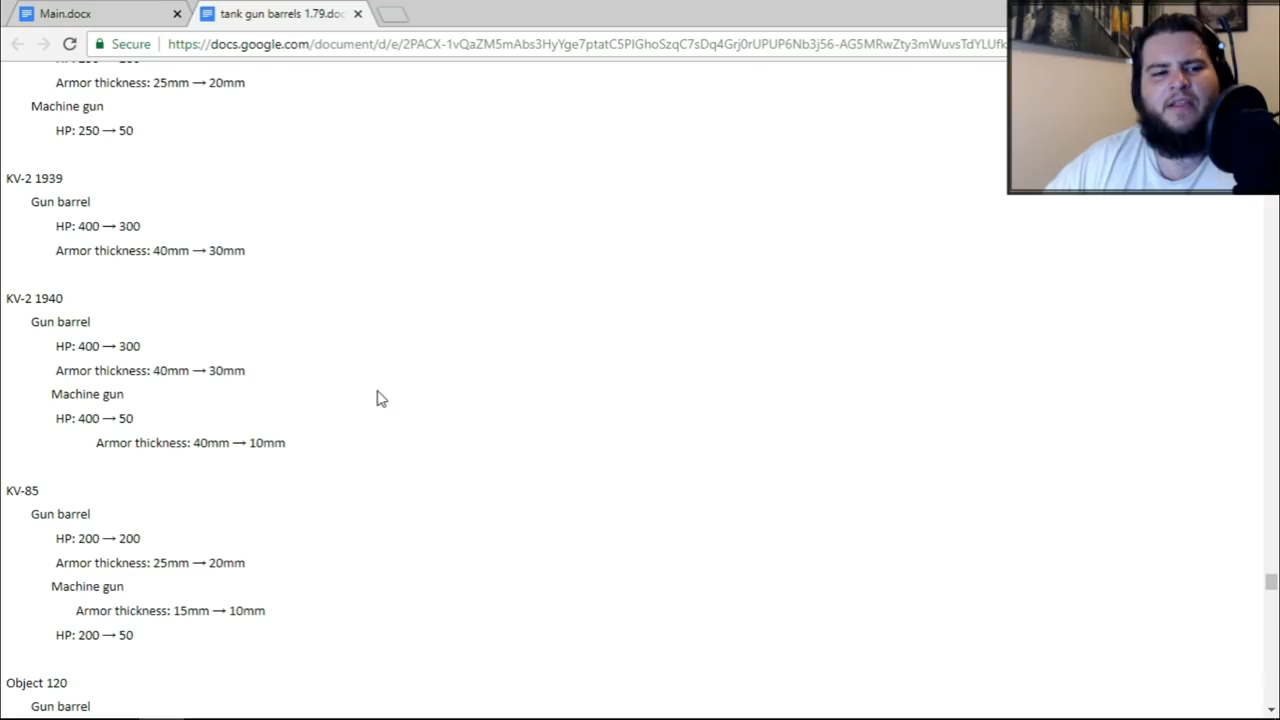 Main.docx
tank gun barrels 1.79.doc
Secure
https://docs.google.com/document/d/e/2PACX-1vQaZM5mAbs3HyYge7ptatC5PIGhoSzqC7sDq4Grj0rUPUP6Nb3j56-AG5MRwZty3mWuvsTdYLUfk
Armor thickness: 25mm → 20mm
Machine gun
HP: 250 → 50
KV-2 1939
Gun barrel
HP: 400 → 300
Armor thickness: 40mm → 30mm
KV-2 1940
Gun barrel
HP: 400 → 300
Armor thickness: 40mm → 30mm
Machine gun
HP: 400 → 50
Armor thickness: 40mm → 10mm
KV-85
Gun barrel
HP: 200 → 200
Armor thickness: 25mm → 20mm
Machine gun
Armor thickness: 15mm → 10mm
HP: 200 → 50
Object 120
Gun barrel